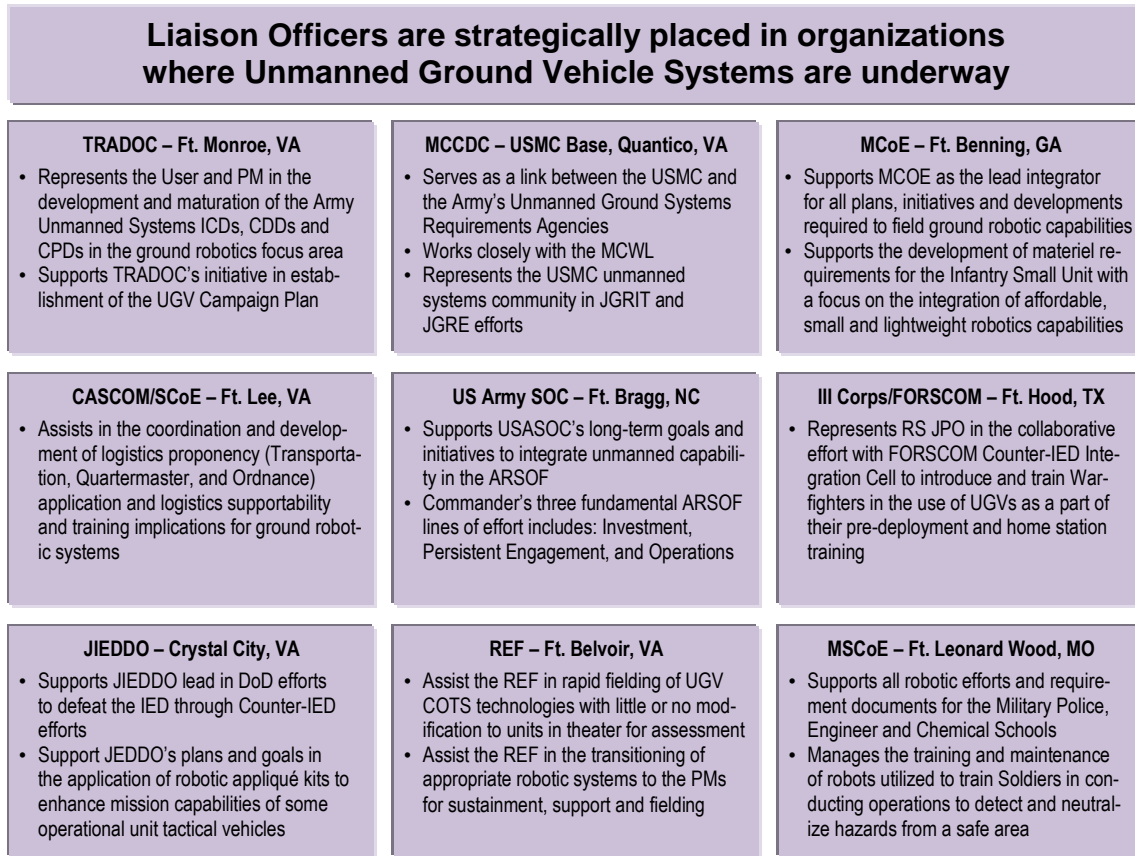 Liaison Officers are strategically placed in organizations
where Unmanned Ground Vehicle Systems are underway
TRADOC – Ft. Monroe, VA
• Represents the User and PM in the
development and maturation of the Army
Unmanned Systems ICDs, CDDs and
CPDs in the ground robotics focus area
• Supports TRADOC's initiative in estab-
lishment of the UGV Campaign Plan
MCCDC – USMC Base, Quantico, VA
• Serves as a link between the USMC and
the Army's Unmanned Ground Systems
Requirements Agencies
• Works closely with the MCWL
• Represents the USMC unmanned
systems community in JGRIT and
JGRE efforts
MCoE – Ft. Benning, GA
• Supports MCOE as the lead integrator
for all plans, initiatives and developments
required to field ground robotic capabilities
• Supports the development of materiel re-
quirements for the Infantry Small Unit with
a focus on the integration of affordable,
small and lightweight robotics capabilities
CASCOM/SCoE – Ft. Lee, VA
• Assists in the coordination and develop-
ment of logistics proponency (Transporta-
tion, Quartermaster, and Ordnance)
application and logistics supportability
and training implications for ground robot-
ic systems
US Army SOC – Ft. Bragg, NC
• Supports USASOC's long-term goals and
initiatives to integrate unmanned capabili-
ty in the ARSOF
• Commander's three fundamental ARSOF
lines of effort includes: Investment,
Persistent Engagement, and Operations
III Corps/FORSCOM – Ft. Hood, TX
• Represents RS JPO in the collaborative
effort with FORSCOM Counter-IED Inte-
gration Cell to introduce and train War-
fighters in the use of UGVs as a part of
their pre-deployment and home station
training
JIEDDO – Crystal City, VA
• Supports JIEDDO lead in DoD efforts
to defeat the IED through Counter-IED
efforts
• Support JEDDO's plans and goals in
the application of robotic appliqué kits to
enhance mission capabilities of some
operational unit tactical vehicles
REF – Ft. Belvoir, VA
• Assist the REF in rapid fielding of UGV
COTS technologies with little or no mod-
ification to units in theater for assessment
• Assist the REF in the transitioning of
appropriate robotic systems to the PMs
for sustainment, support and fielding
MSCoE – Ft. Leonard Wood, MO
• Supports all robotic efforts and require-
ment documents for the Military Police,
Engineer and Chemical Schools
• Manages the training and maintenance
of robots utilized to train Soldiers in con-
ducting operations to detect and neutral-
ize hazards from a safe area